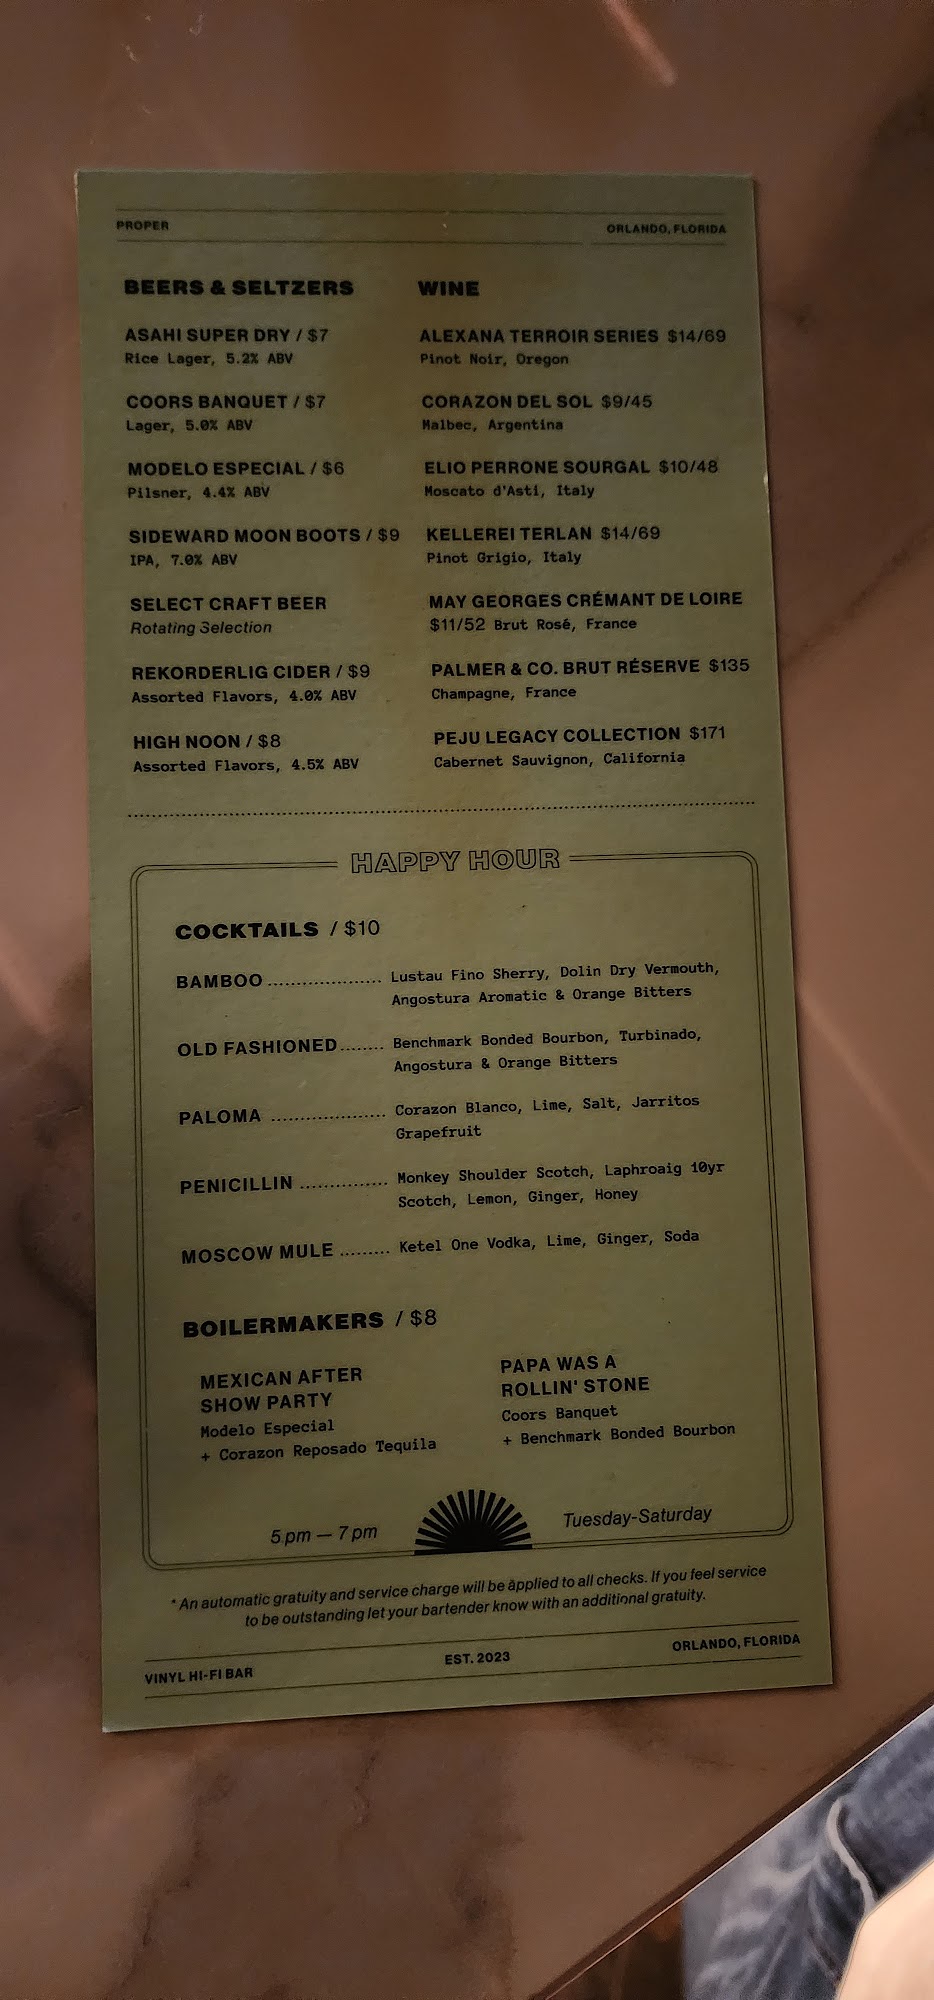 PROPER
ORLANDO, FLORIDA
BEERS & SELTZERS
ASAHI SUPER DRY / $7
Rice Lager, 5.2% ABV
COORS BANQUET / $7
Lager, 5.0% ABV
MODELO ESPECIAL / $6
Pilsner, 4.4% ABV
SIDEWARD MOON BOOTS / $9
IPA, 7.0% ABV
SELECT CRAFT BEER
Rotating Selection
REKORDERLIG CIDER / $9
Assorted Flavors, 4.0% ABV
HIGH NOON / $8
Assorted Flavors, 4.5% ABV
WINE
ALEXANA TERROIR SERIES $14/69
Pinot Noir, Oregon
CORAZON DEL SOL $9/45
Malbec, Argentina
ELIO PERRONE SOURGAL $10/48
Moscato d'Asti, Italy
KELLEREI TERLAN $14/69
Pinot Grigio, Italy
MAY GEORGES CRÉMANT DE LOIRE
$11/52 Brut Rosé, France
PALMER & CO. BRUT RÉSERVE $135
Champagne, France
PEJU LEGACY COLLECTION $171
Cabernet Sauvignon, California
HAPPY HOUR
COCKTAILS / $10
BAMBOO ..................... Lustau Fino Sherry, Dolin Dry Vermouth,
Angostura Aromatic & Orange Bitters
OLD FASHIONED ........ Benchmark Bonded Bourbon, Turbinado,
Angostura & Orange Bitters
PALOMA ..................... Corazon Blanco, Lime, Salt, Jarritos
Grapefruit
PENICILLIN ................ Monkey Shoulder Scotch, Laphroaig 10yr
Scotch, Lemon, Ginger, Honey
MOSCOW MULE ......... Ketel One Vodka, Lime, Ginger, Soda
BOILERMAKERS / $8
MEXICAN AFTER
SHOW PARTY
Modelo Especial
+ Corazon Reposado Tequila
PAPA WAS A
ROLLIN' STONE
Coors Banquet
+ Benchmark Bonded Bourbon
5pm — 7pm
Tuesday-Saturday
* An automatic gratuity and service charge will be applied to all checks. If you feel service
to be outstanding let your bartender know with an additional gratuity.
VINYL HI-FI BAR
EST. 2023
ORLANDO, FLORIDA